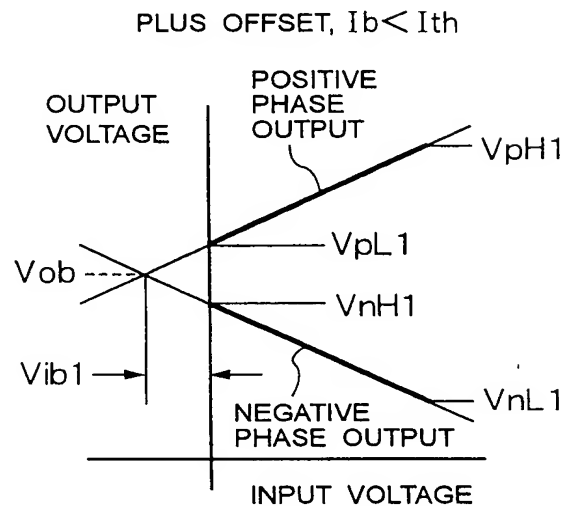 PLUS OFFSET, Ib<Ith
POSITIVE
PHASE
OUTPUT
OUTPUT
VOLTAGE
VpH1
VpL1
Vob
VnH1
Vib1
VnL1
NEGATIVE
PHASE OUTPUT
INPUT VOLTAGE